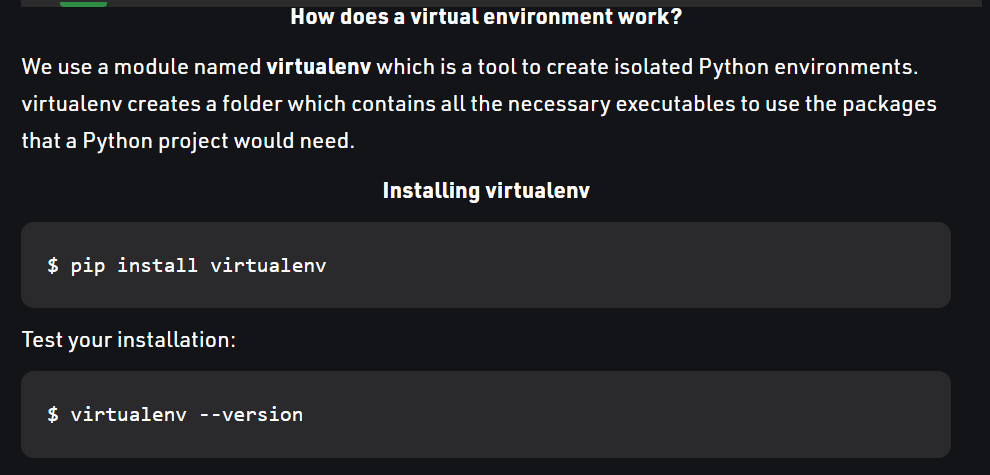 How does a virtual environment work?
We use a module named virtualenv which is a tool to create isolated Python environments.
virtualenv creates a folder which contains all the necessary executables to use the packages
that a Python project would need.
Installing virtualenv
$ pip install virtualenv
Test your installation:
$ virtualenv --version